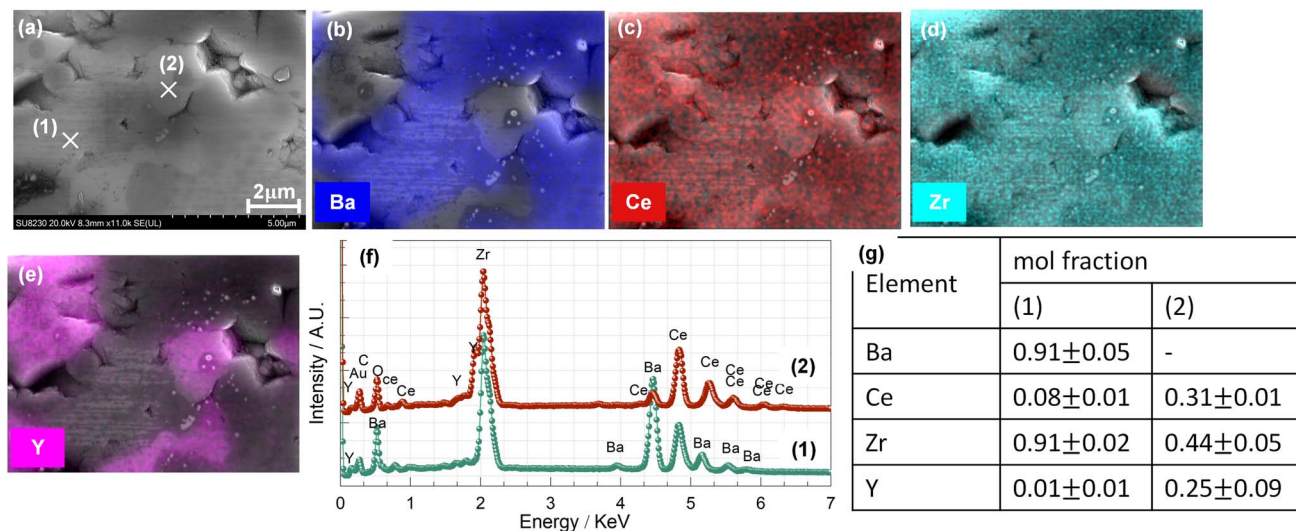 (a)
(2)
(1)
2μm
SU8230 20.0kV 8.3mm x11.0k SE(UL)
5.00μm
(b)
Ba
(c)
Ce
(d)
Zr
(e)
Y
(f)
Intensity / A.U.
Zr
Y
C
Au
O
ce
Ce
Y
Y
Ba
Ce
Ce
Ce
Ce
Ce
Ce
Ce
(2)
Ba
Y
Ba
Ba
Ba
Ba
(1)
0 1 2 3 4 5 6 7
Energy / KeV
(g)
Element
mol fraction
(1) (2)
Ba 0.91±0.05 -
Ce 0.08±0.01 0.31±0.01
Zr 0.91±0.02 0.44±0.05
Y 0.01±0.01 0.25±0.09